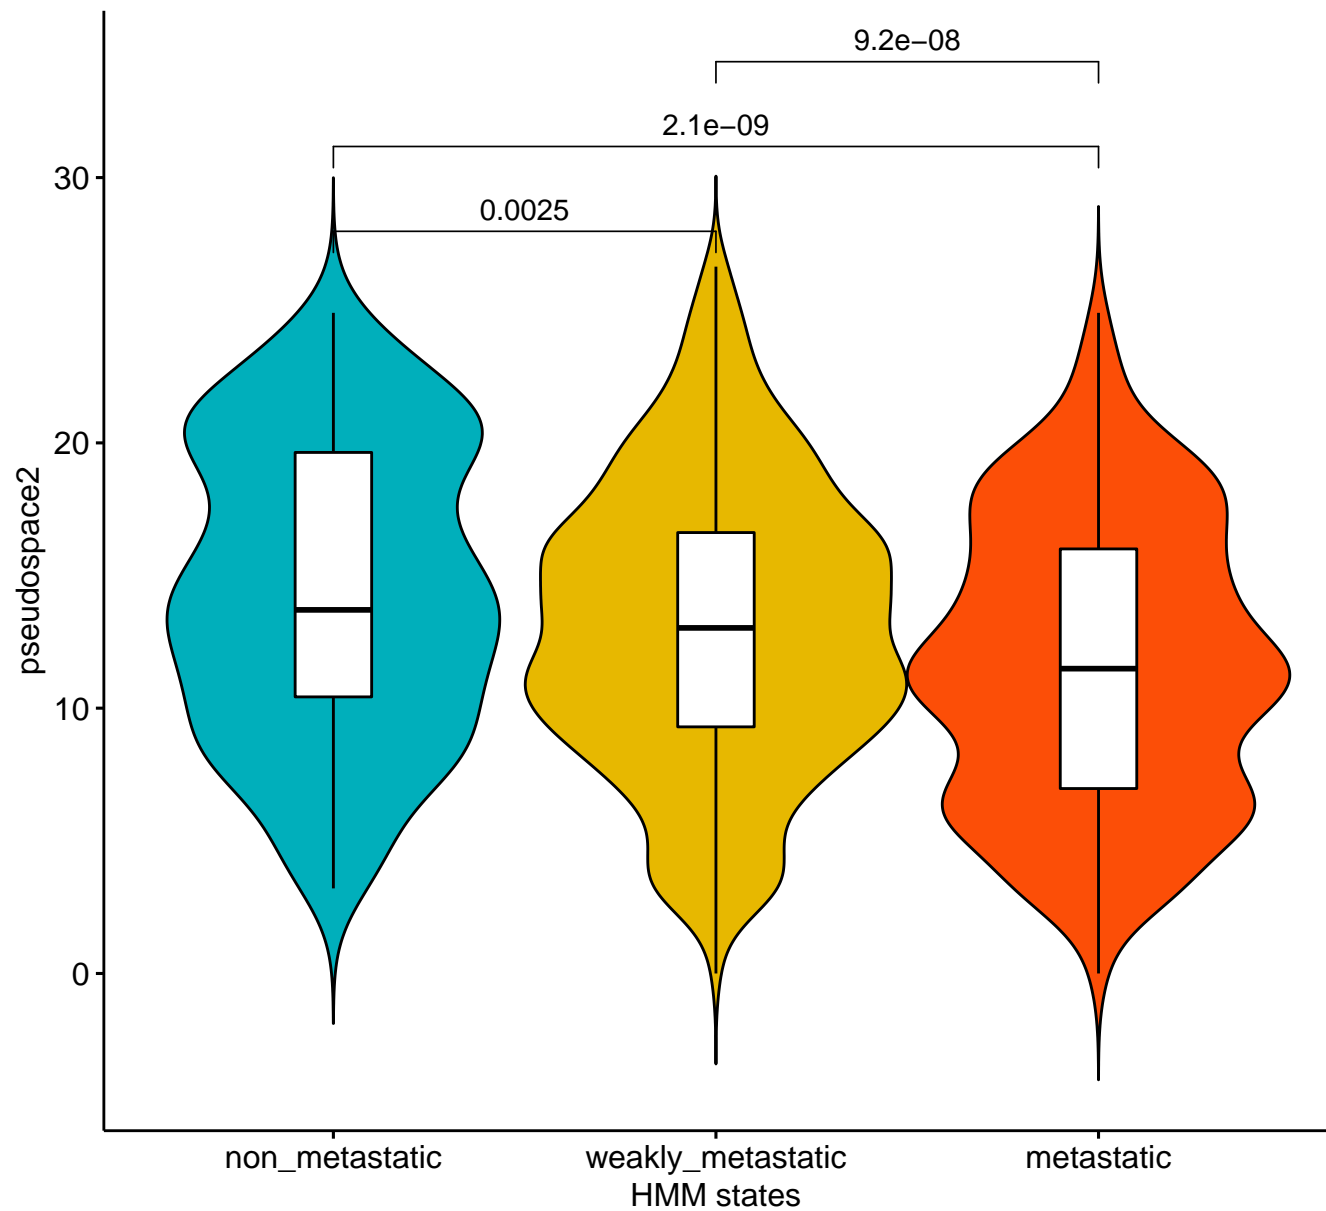 9.2e−08
2.1e−09
0.0025
30
20
10
0
pseudospace2
non_metastatic
weakly_metastatic
metastatic
HMM states